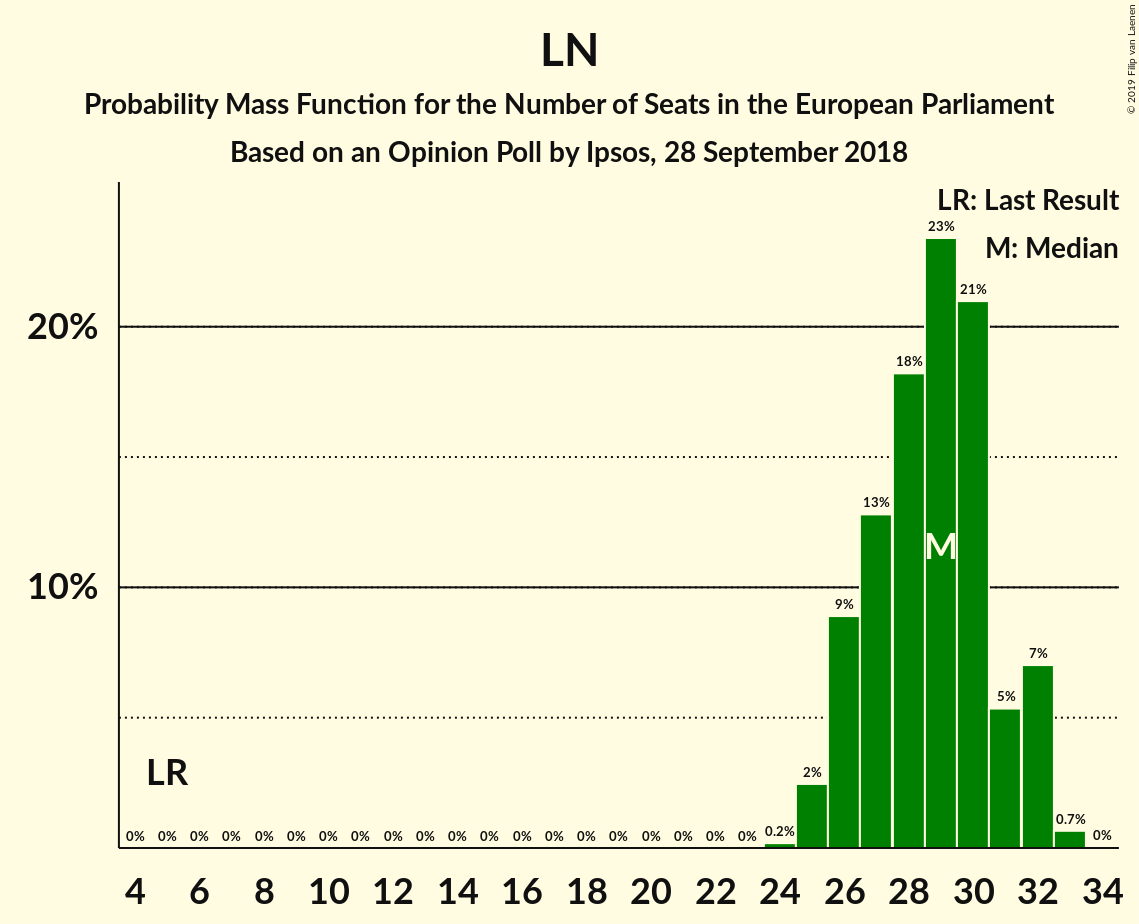 LN
Probability Mass Function for the Number of Seats in the European Parliament
Based on an Opinion Poll by Ipsos, 28 September 2018
© 2019 Filip van Laenen
LR: Last Result
M: Median
20%
10%
LR
M
0% 0% 0% 0% 0% 0% 0% 0% 0% 0% 0% 0% 0% 0% 0% 0% 0% 0% 0% 0% 0.2% 2% 9% 13% 18% 23% 21% 5% 7% 0.7% 0%
4 6 8 10 12 14 16 18 20 22 24 26 28 30 32 34